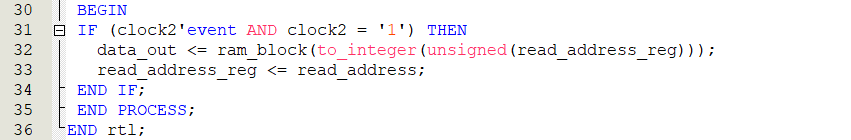 30 BEGIN
31 IF (clock2'event AND clock2 = '1') THEN
32 data_out <= ram_block(to_integer(unsigned(read_address_reg)));
33 read_address_reg <= read_address;
34 END IF;
35 END PROCESS;
36 END rtl;